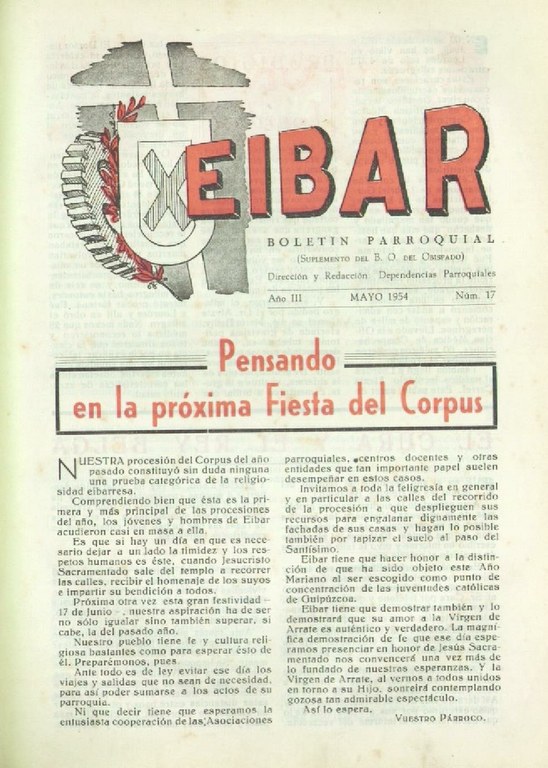 EIBAR
BOLETIN PARROQUIAL
(SUPLEMENTO DEL B. O. DEL OBISPADO)
Dirección y Redacción Dependencias Parroquiales
Año III MAYO 1954 Núm. 17
Pensando
en la próxima Fiesta del Corpus
NUESTRA procesión del Corpus del año
pasado constituyó sin duda ninguna
una prueba categórica de la religio-
sidad eibarresa.
Comprendiendo bien que ésta es la pri-
mera y más principal de las procesiones
del año, los jóvenes y hombres de Eibar
acudieron casi en masa a ella.
Es que si hay un día en que es nece-
sario dejar a un lado la timidez y los res-
petos humanos es éste, cuando Jesucristo
Sacramentado sale del templo a recorrer
las calles, recibir el homenaje de los suyos
e impartir su bendición a todos.
Próxima otra vez esta gran festividad –
17 de Junio – nuestra aspiración ha de ser
no sólo igualar sino también superar, si
cabe, la del pasado año.
Nuestro pueblo tiene fe y cultura reli-
giosa bastantes como para esperar ésto de
él. Preparémonos, pues.
Ante todo es de ley evitar ese día los
viajes y salidas que no sean de necesidad,
para así poder sumarse a los actos de su
parroquia.
Ni que decir tiene que esperamos la
entusiasta cooperación de las Asociaciones
parroquiales, centros docentes y otras
entidades que tan importante papel suelen
desempeñar en estos casos.
Invitamos a toda la feligresía en general
y en particular a las calles del recorrido
de la procesión a que desplieguen sus
recursos para engalanar dignamente las
fachadas de sus casas y hagan lo posible
también por tapizar el suelo al paso del
Santísimo.
Eibar tiene que hacer honor a la distin-
ción de que ha sido objeto este Año
Mariano al ser escogido como punto de
concentración de las juventudes católicas
de Guipúzcoa.
Eibar tiene que demostrar también y lo
demostrará que su amor a la Virgen de
Arrate es auténtico y verdadero. La magní-
fica demostración de fe que ese día espe-
ramos presenciar en honor de Jesús Sacra-
mentado nos convencerá una vez más de
lo fundado de nuestras esperanzas. Y la
Virgen de Arrate, al vernos a todos unidos
en torno a su Hijo, sonreirá contemplando
gozosa tan admirable espectáculo.
Así lo espera,
VUESTRO PÁRROCO.